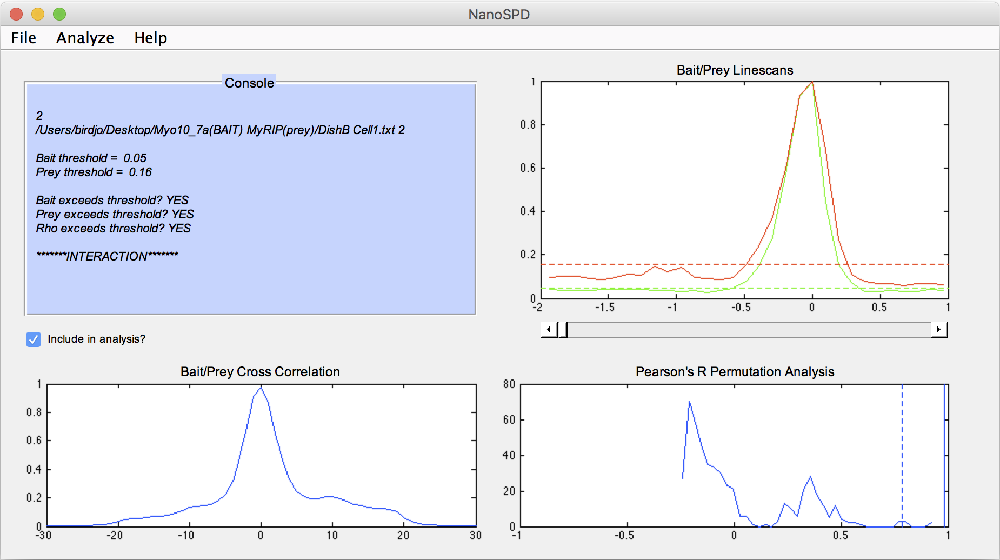 NanoSPD
File Analyze Help
Console
2
/Users/birdjo/Desktop/Myo10_7a(BAIT) MyRIP(prey)/DishB Cell1.txt 2
Bait threshold = 0.05
Prey threshold = 0.16
Bait exceeds threshold? YES
Prey exceeds threshold? YES
Rho exceeds threshold? YES
*******INTERACTION*******
Include in analysis?
Bait/Prey Linescans
1
0.8
0.6
0.4
0.2
0
-2 -1.5 -1 -0.5 0 0.5 1
Bait/Prey Cross Correlation
1
0.8
0.6
0.4
0.2
0
-30 -20 -10 0 10 20 30
Pearson's R Permutation Analysis
80
60
40
20
0
-1 -0.5 0 0.5 1